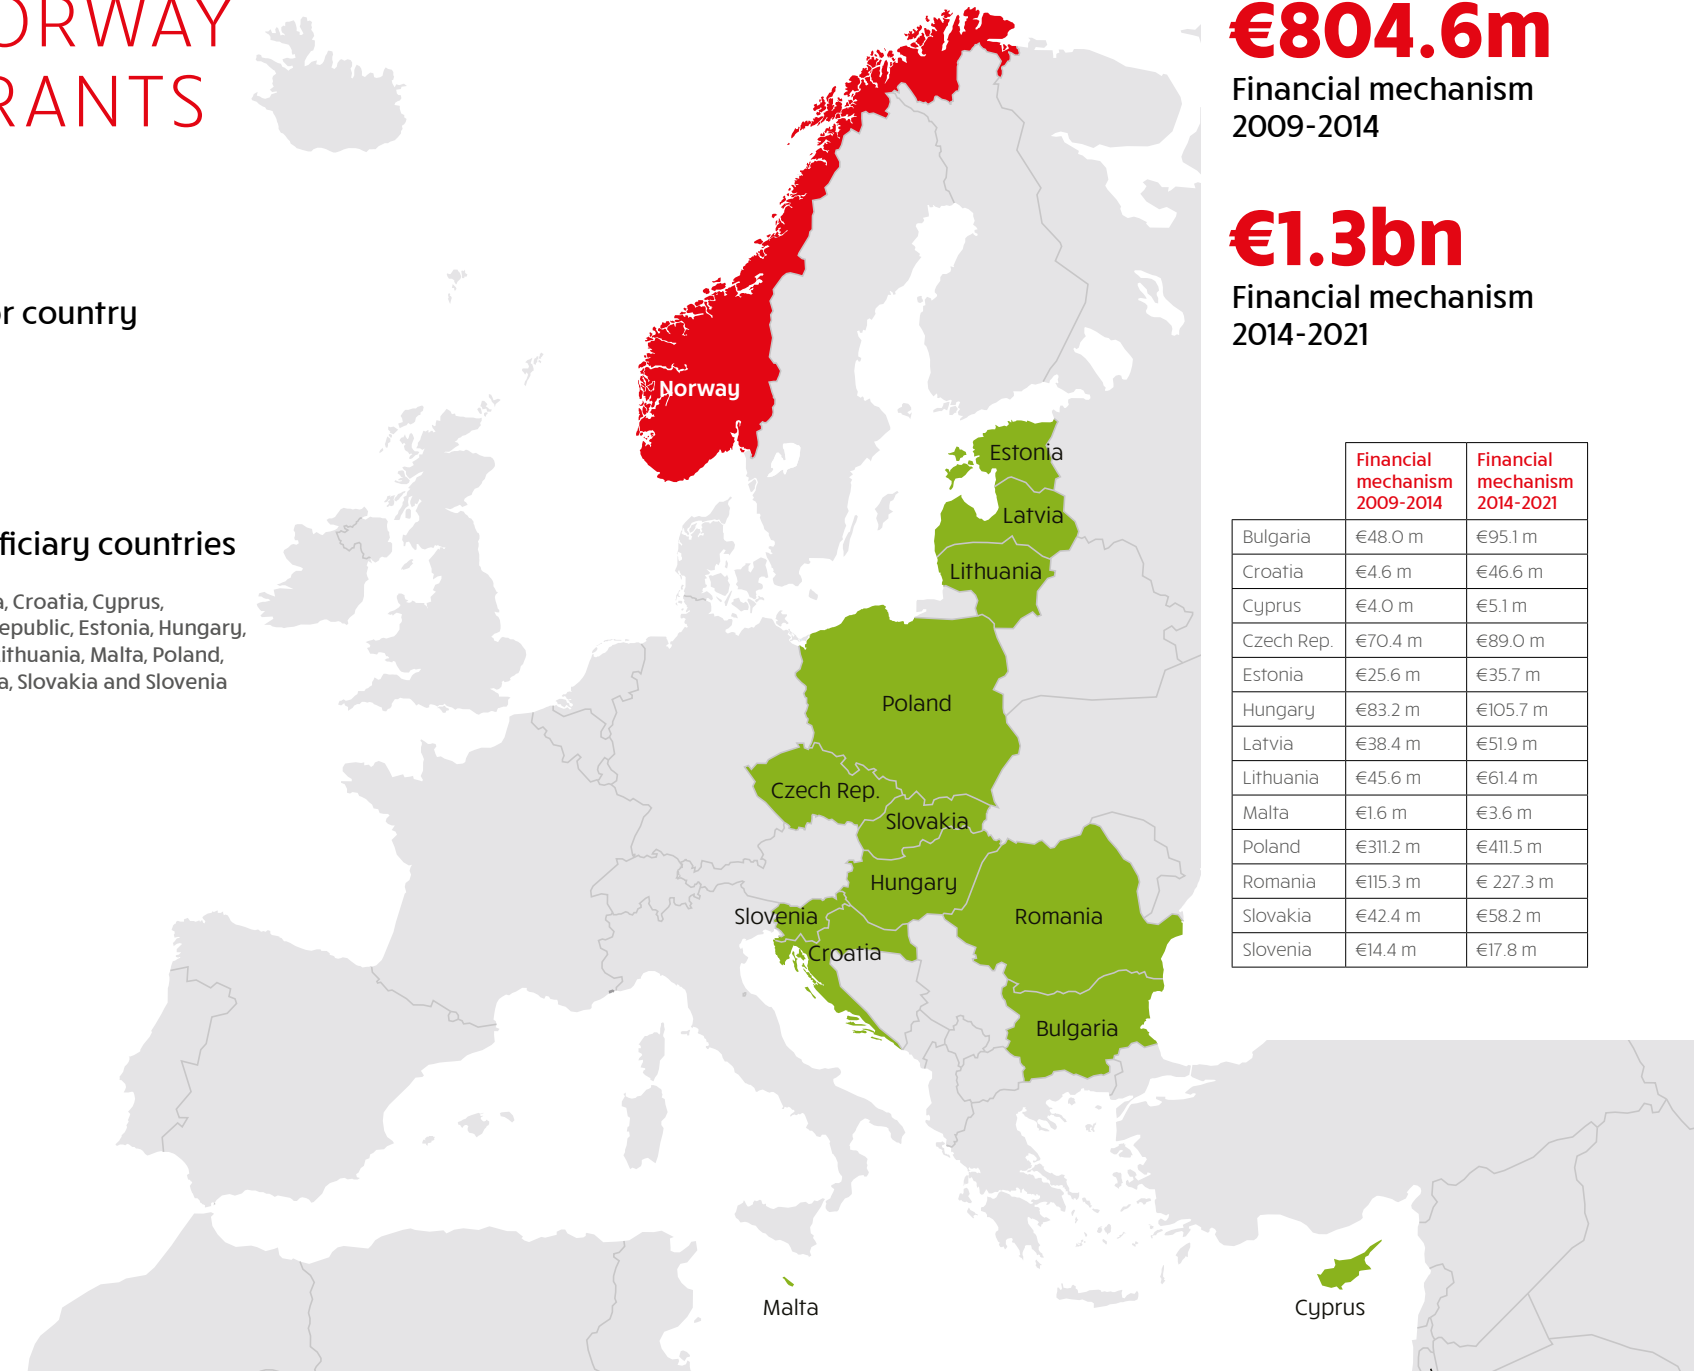 ORWAY
RANTS
r country
ficiary countries
a, Croatia, Cyprus,
epublic, Estonia, Hungary,
ithuania, Malta, Poland,
a, Slovakia and Slovenia
€804.6m
Financial mechanism
2009-2014
€1.3bn
Financial mechanism
2014-2021
Norway
Estonia
Latvia
Lithuania
Poland
Czech Rep.
Slovakia
Hungary
Slovenia
Croatia
Romania
Bulgaria
Malta
Cyprus
Financial mechanism 2009-2014 Financial mechanism 2014-2021
Bulgaria €48.0 m €95.1 m
Croatia €4.6 m €46.6 m
Cyprus €4.0 m €5.1 m
Czech Rep. €70.4 m €89.0 m
Estonia €25.6 m €35.7 m
Hungary €83.2 m €105.7 m
Latvia €38.4 m €51.9 m
Lithuania €45.6 m €61.4 m
Malta €1.6 m €3.6 m
Poland €311.2 m €411.5 m
Romania €115.3 m € 227.3 m
Slovakia €42.4 m €58.2 m
Slovenia €14.4 m €17.8 m